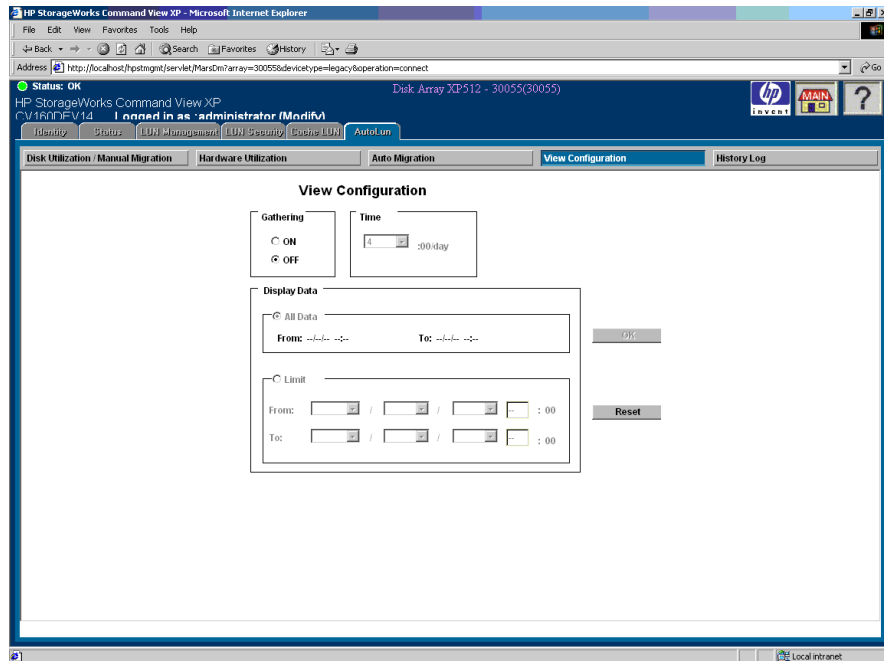 HP StorageWorks Command View XP - Microsoft Internet Explorer
File Edit View Favorites Tools Help
Back Search Favorites History
Address http://localhost/hpstmgmt/servlet/MarsDm?array=30055&devicetype=legacy&operation=connect Go
Status: OK Disk Array XP512 - 30055(30055)
HP StorageWorks Command View XP
CV160DEV14 Logged in as :administrator (Modify)
hp invent MAIN ?
Identity Status LUN Management LUN Security Cache LUN AutoLun
Disk Utilization / Manual Migration Hardware Utilization Auto Migration View Configuration History Log
View Configuration
Gathering Time
ON 4 :00/day
OFF
Display Data
All Data
From: --/--/-- --:-- To: --/--/-- --:-- OK
Limit
From: / / -- : 00 Reset
To: / / -- : 00
Local intranet